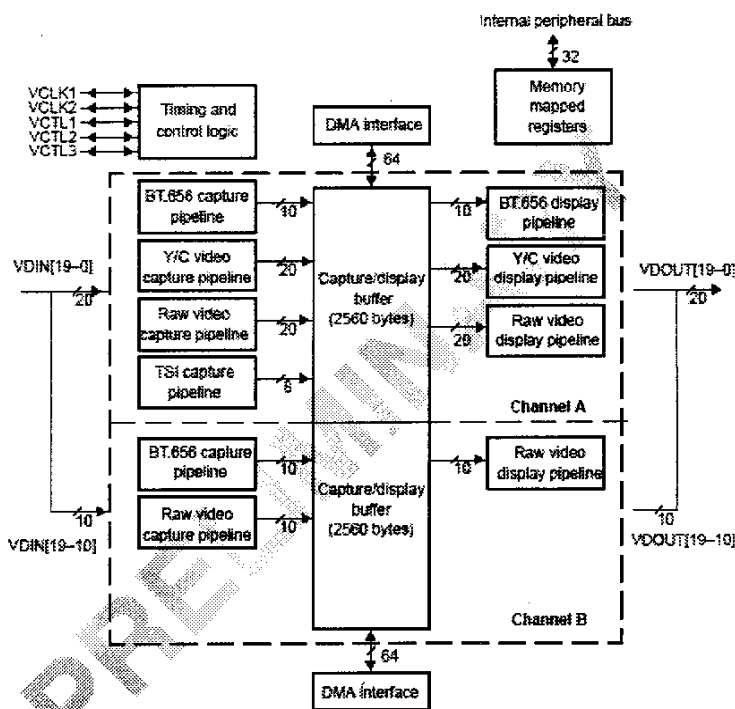 Internal peripheral bus
32
VCLK1
VCLK2
VCTL1
VCTL2
VCTL3
Timing and
control logic
DMA interface
64
Memory
mapped
registers
BT.656 capture
pipeline
10
Y/C video
capture pipeline
20
Raw video
capture pipeline
20
TSI capture
pipeline
8
Capture/display
buffer
(2560 bytes)
10
BT.656 display
pipeline
20
Y/C video
display pipeline
20
Raw video
display pipeline
Channel A
VDIN[19–0]
20
VDOUT[19–0]
20
BT.656 capture
pipeline
10
Raw video
capture pipeline
10
Capture/display
buffer
(2560 bytes)
10
Raw video
display pipeline
10
VDIN[19–10]
10
VDOUT[19–10]
Channel B
64
DMA interface